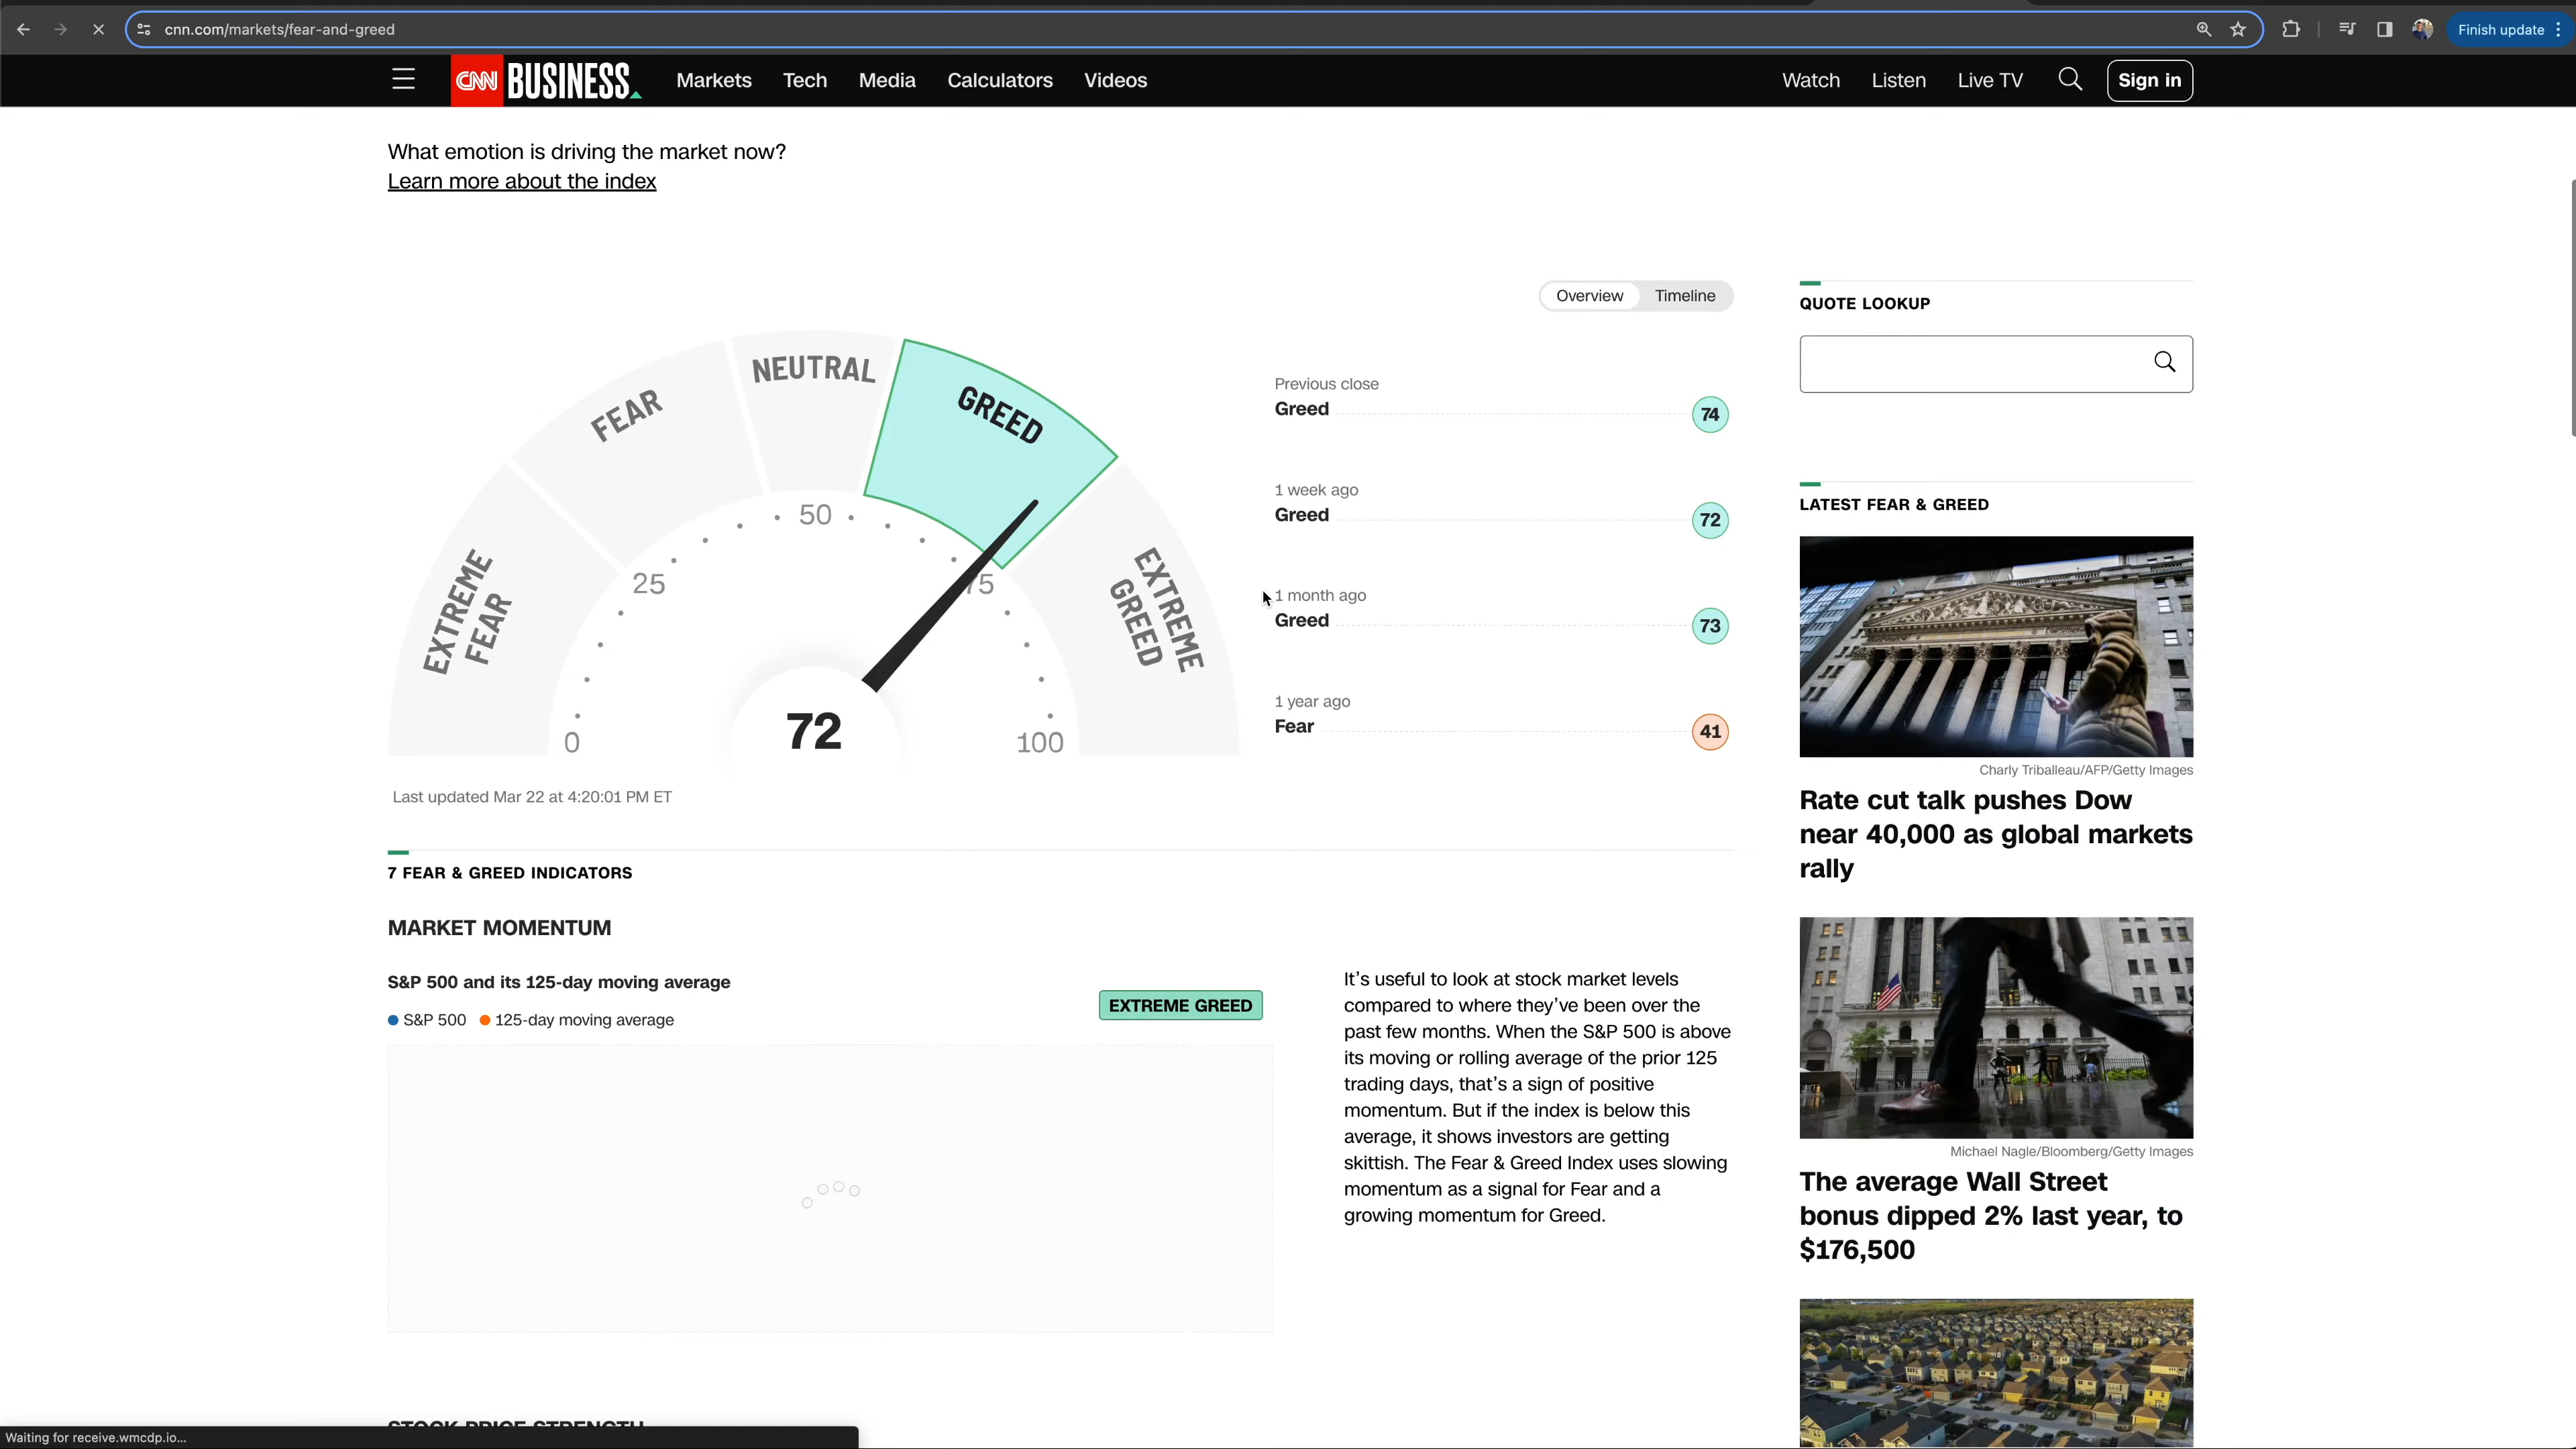 cnn.com/markets/fear-and-greed
Finish update
CNN BUSINESS
Markets
Tech
Media
Calculators
Videos
Watch
Listen
Live TV
Sign in
What emotion is driving the market now?
Learn more about the index
Overview
Timeline
EXTREME
FEAR
FEAR
NEUTRAL
GREED
EXTREME
GREED
0
25
50
75
100
72
Last updated Mar 22 at 4:20:01 PM ET
Previous close
Greed
74
1 week ago
Greed
72
1 month ago
Greed
73
1 year ago
Fear
41
7 FEAR & GREED INDICATORS
MARKET MOMENTUM
S&P 500 and its 125-day moving average
S&P 500
125-day moving average
EXTREME GREED
It’s useful to look at stock market levels
compared to where they’ve been over the
past few months. When the S&P 500 is above
its moving or rolling average of the prior 125
trading days, that’s a sign of positive
momentum. But if the index is below this
average, it shows investors are getting
skittish. The Fear & Greed Index uses slowing
momentum as a signal for Fear and a
growing momentum for Greed.
STOCK PRICE STRENGTH
QUOTE LOOKUP
LATEST FEAR & GREED
Charly Triballeau/AFP/Getty Images
Rate cut talk pushes Dow
near 40,000 as global markets
rally
Michael Nagle/Bloomberg/Getty Images
The average Wall Street
bonus dipped 2% last year, to
$176,500
Waiting for receive.wmcdp.io...